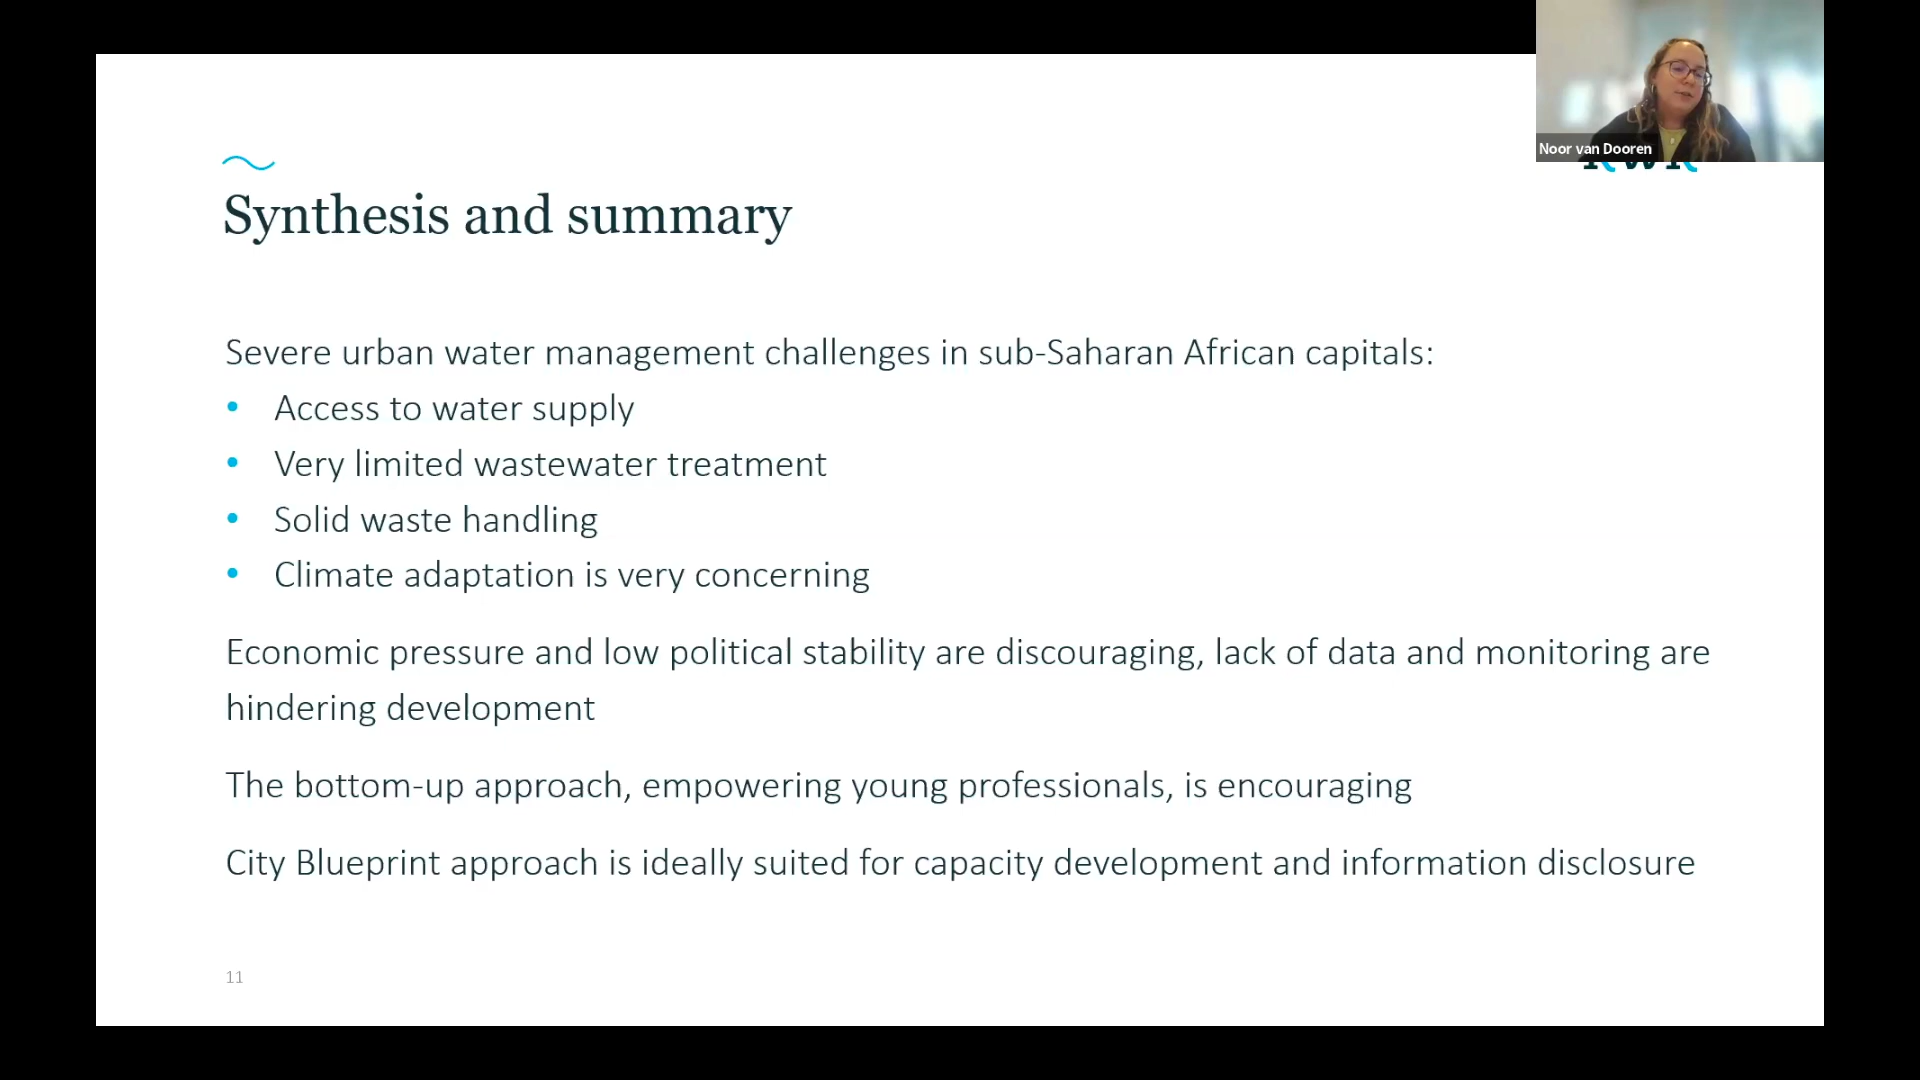 Noor van Dooren
Synthesis and summary
Severe urban water management challenges in sub-Saharan African capitals:
• Access to water supply
• Very limited wastewater treatment
• Solid waste handling
• Climate adaptation is very concerning
Economic pressure and low political stability are discouraging, lack of data and monitoring are
hindering development
The bottom-up approach, empowering young professionals, is encouraging
City Blueprint approach is ideally suited for capacity development and information disclosure
11